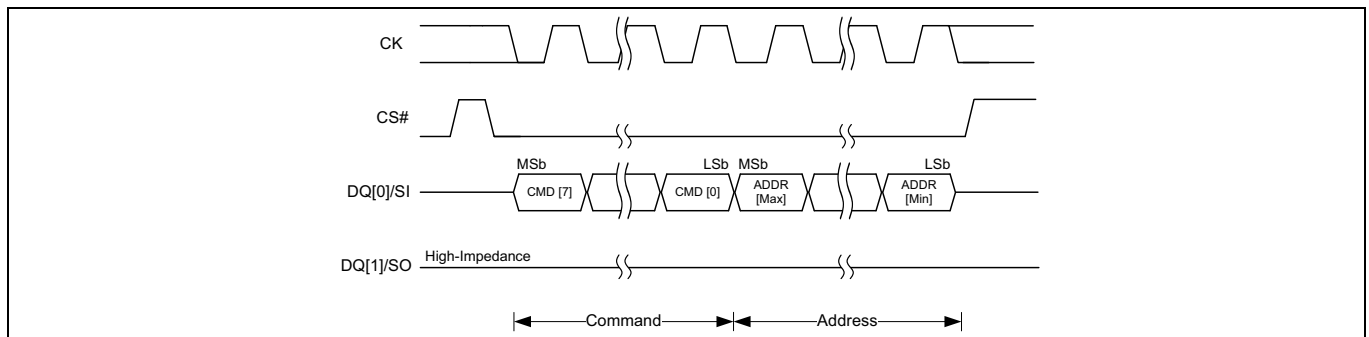 CK
CS#
MSb LSb MSb LSb
DQ[0]/SI CMD [7] CMD [0] ADDR [Max] ADDR [Min]
DQ[1]/SO High-Impedance
Command Address